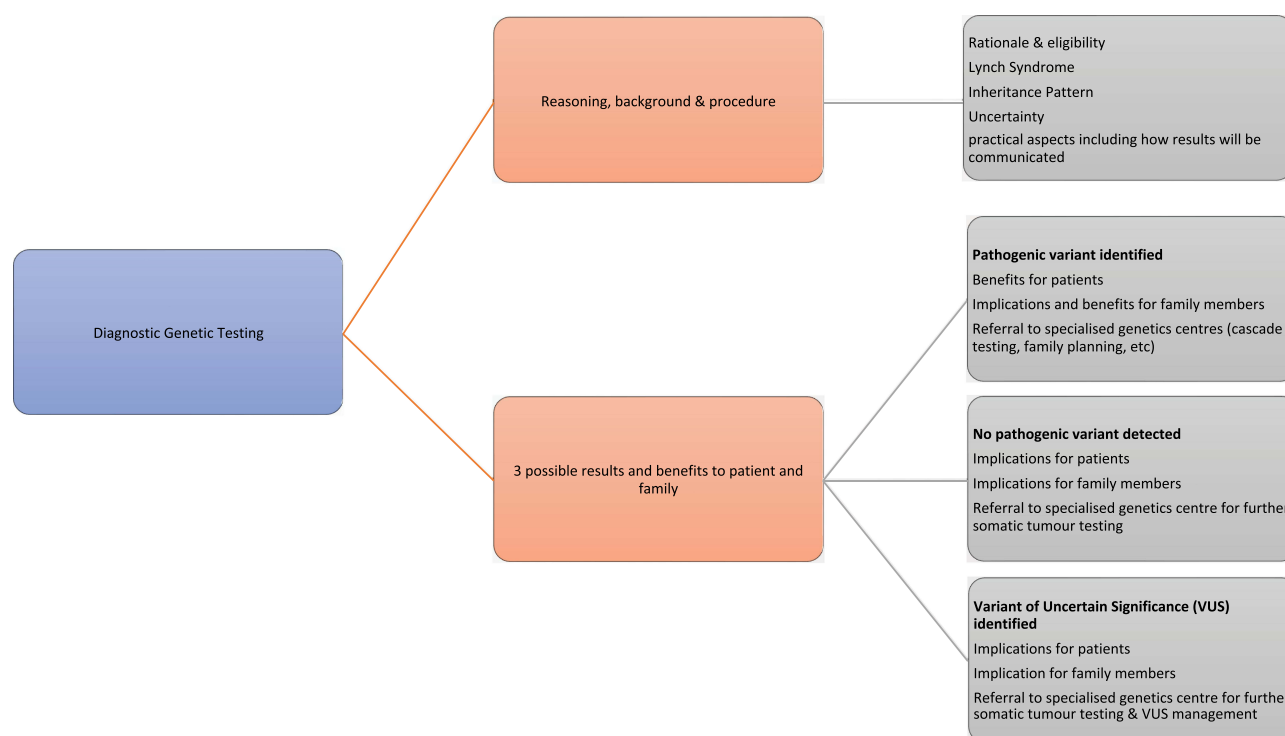 Diagnostic Genetic Testing
Reasoning, background & procedure
Rationale & eligibility
Lynch Syndrome
Inheritance Pattern
Uncertainty
practical aspects including how results will be
communicated
3 possible results and benefits to patient and
family
Pathogenic variant identified
Benefits for patients
Implications and benefits for family members
Referral to specialised genetics centres (cascade
testing, family planning, etc)
No pathogenic variant detected
Implications for patients
Implications for family members
Referral to specialised genetics centre for further
somatic tumour testing
Variant of Uncertain Significance (VUS)
identified
Implications for patients
Implication for family members
Referral to specialised genetics centre for further
somatic tumour testing & VUS management